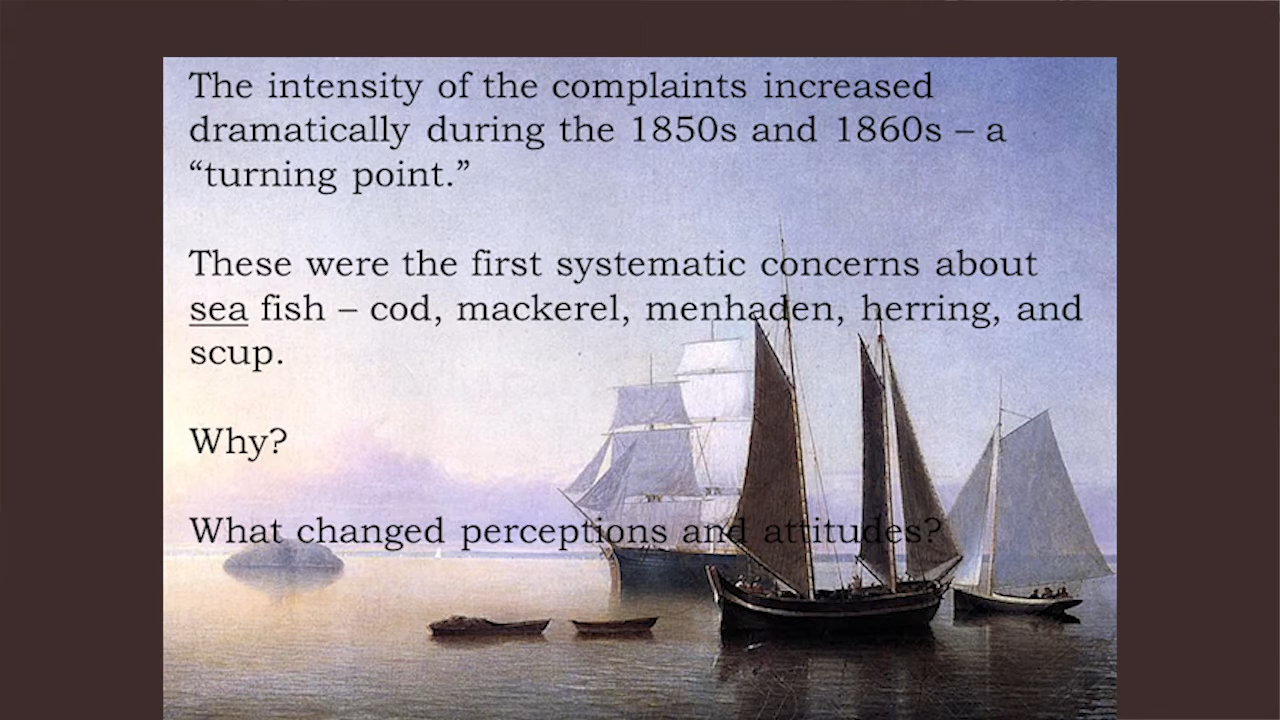 The intensity of the complaints increased
dramatically during the 1850s and 1860s – a
“turning point.”
These were the first systematic concerns about
sea fish – cod, mackerel, menhaden, herring, and
scup.
Why?
What changed perceptions and attitudes?